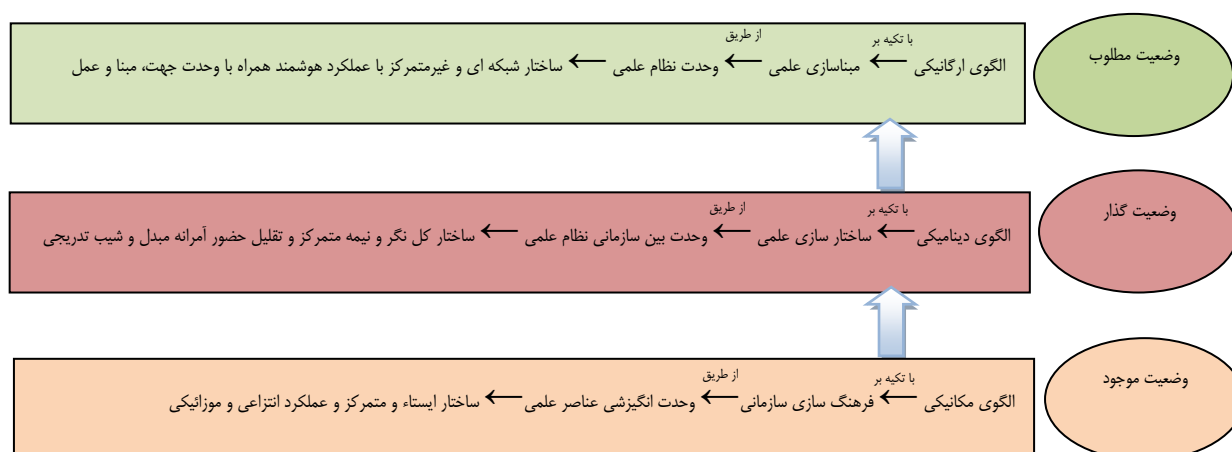 وضعیت مطلوب
با تکیه بر
از طریق
الگوی ارگانیکی ← مبناسازی علمی ← وحدت نظام علمی ← ساختار شبکه ای و غیرمتمرکز با عملکرد هوشمند همراه با وحدت جهت، مبنا و عمل
وضعیت گذار
با تکیه بر
از طریق
الگوی دینامیکی ← ساختار سازی علمی ← وحدت بین سازمانی نظام علمی ← ساختار کل نگر و نیمه متمرکز و تقلیل حضور آمرانه مبدل و شیب تدریجی
وضعیت موجود
با تکیه بر
از طریق
الگوی مکانیکی ← فرهنگ سازی سازمانی ← وحدت انگیزشی عناصر علمی ← ساختار ایستاء و متمرکز و عملکرد انتزاعی و موزائیکی